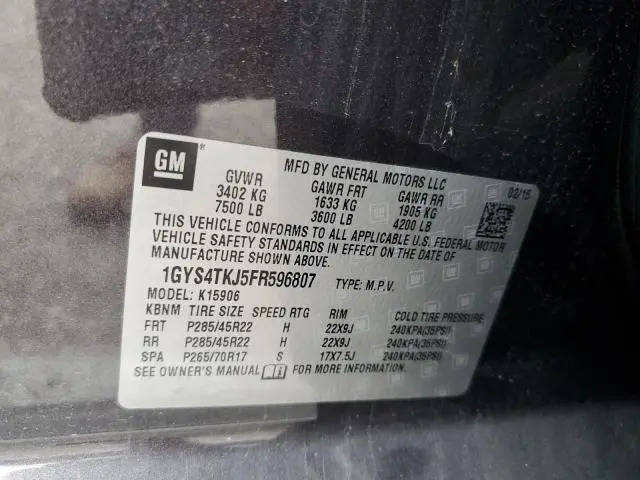 GM ®
MFD BY GENERAL MOTORS LLC
GVWR GAWR FRT GAWR RR 02/15
3402 KG 1633 KG 1905 KG
7500 LB 3600 LB 4200 LB
THIS VEHICLE CONFORMS TO ALL APPLICABLE U.S. FEDERAL MOTOR
VEHICLE SAFETY STANDARDS IN EFFECT ON THE DATE OF
MANUFACTURE SHOWN ABOVE.
1GYS4TKJ5FR596807 TYPE: M.P.V.
MODEL: K15906
KBNM TIRE SIZE SPEED RTG RIM COLD TIRE PRESSURE
FRT P285/45R22 H 22X9J 240KPA(35PSI)
RR P285/45R22 H 22X9J 240KPA(35PSI)
SPA P265/70R17 S 17X7.5J 240KPA(35PSI)
SEE OWNER'S MANUAL FOR MORE INFORMATION.